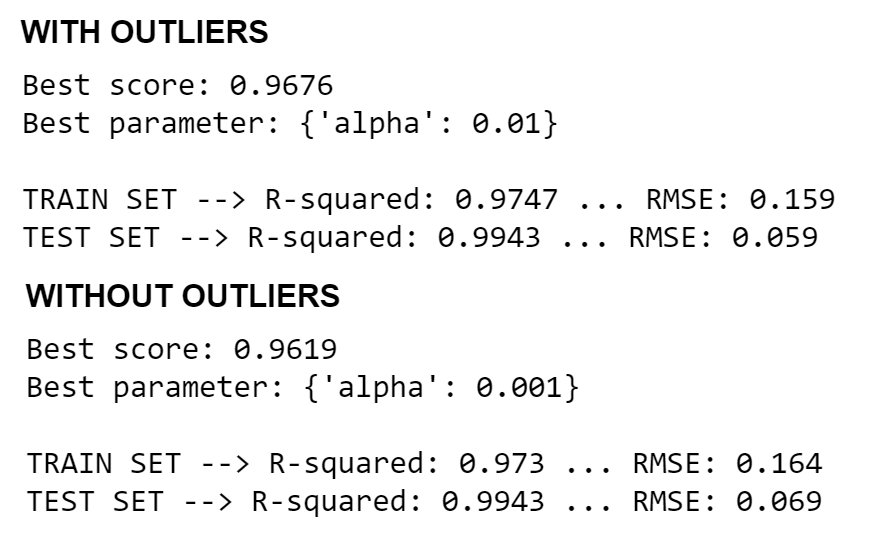 WITH OUTLIERS
Best score: 0.9676
Best parameter: {'alpha': 0.01}
TRAIN SET --> R-squared: 0.9747 ... RMSE: 0.159
TEST SET --> R-squared: 0.9943 ... RMSE: 0.059
WITHOUT OUTLIERS
Best score: 0.9619
Best parameter: {'alpha': 0.001}
TRAIN SET --> R-squared: 0.973 ... RMSE: 0.164
TEST SET --> R-squared: 0.9943 ... RMSE: 0.069